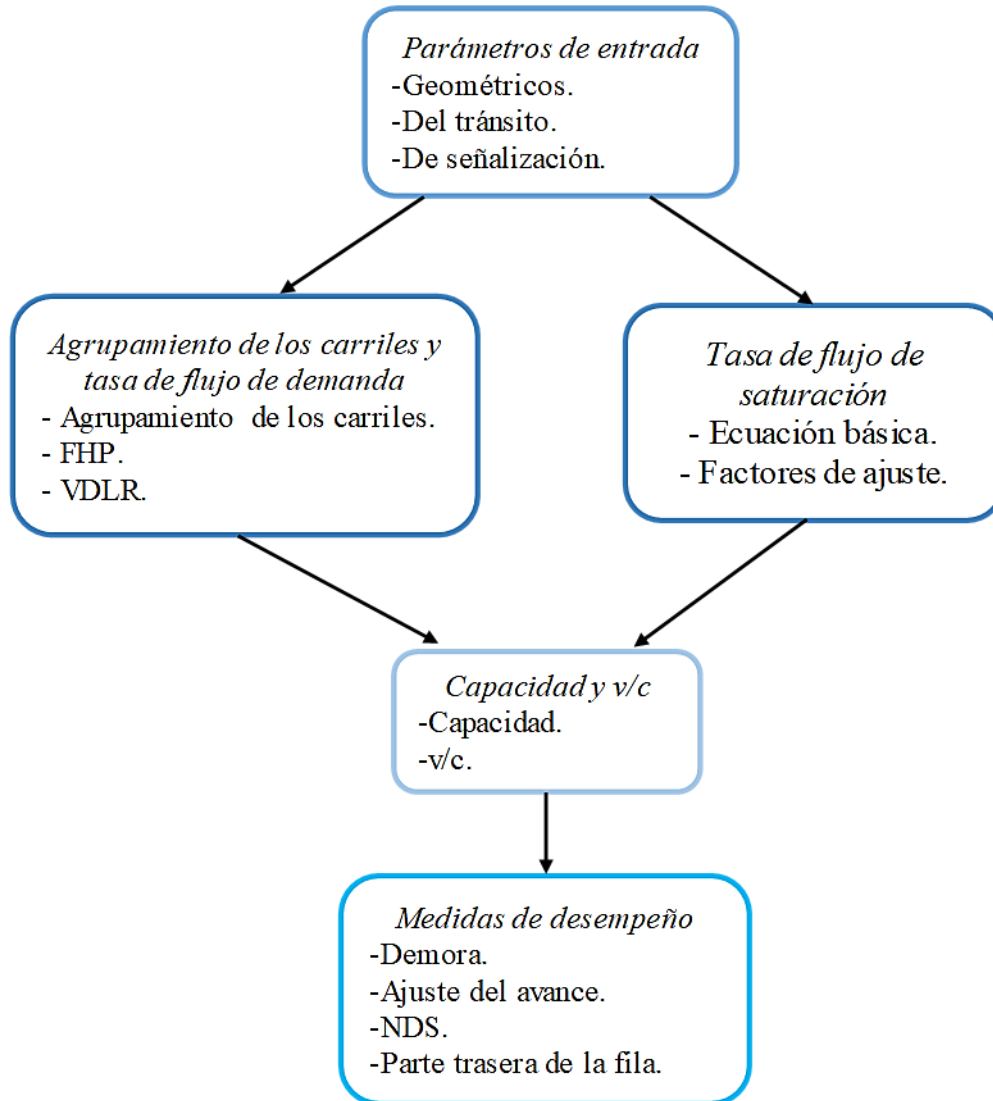 Parámetros de entrada
-Geométricos.
-Del tránsito.
-De señalización.
Agrupamiento de los carriles y
tasa de flujo de demanda
- Agrupamiento de los carriles.
- FHP.
- VDLR.
Tasa de flujo de
saturación
- Ecuación básica.
- Factores de ajuste.
Capacidad y v/c
-Capacidad.
-v/c.
Medidas de desempeño
-Demora.
-Ajuste del avance.
-NDS.
-Parte trasera de la fila.